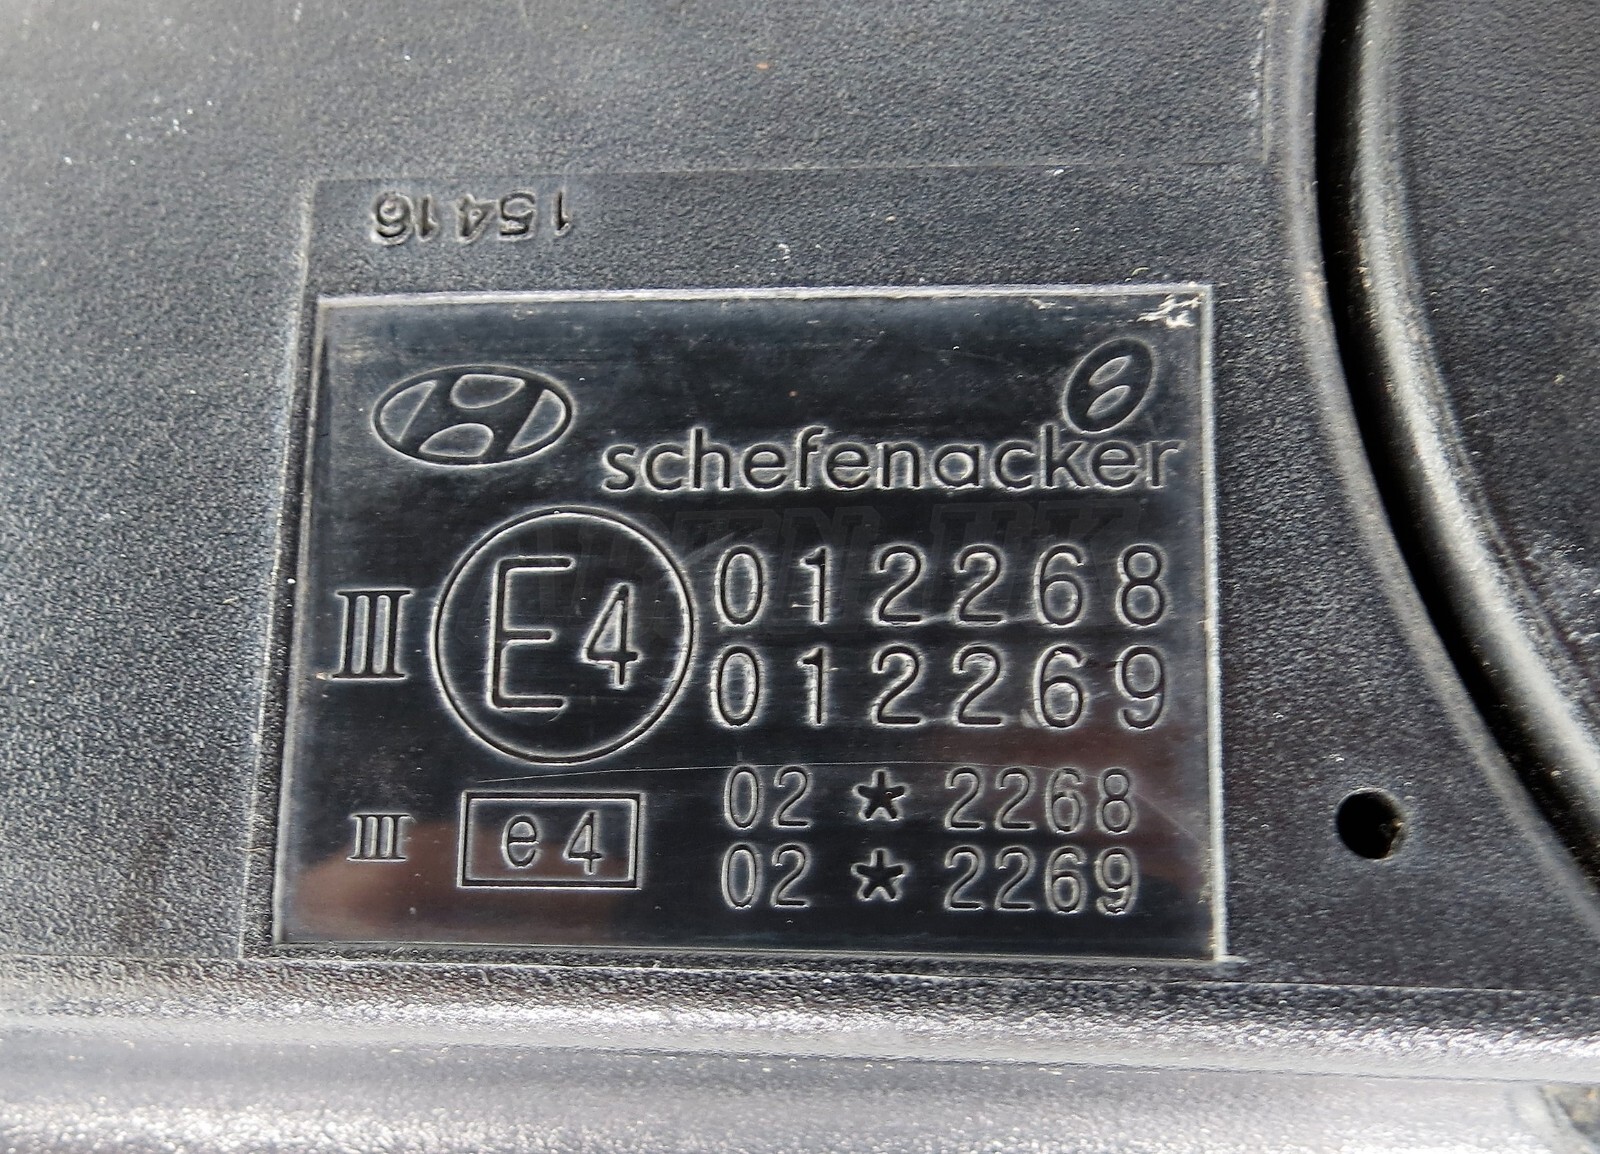 15416
schefenacker
III E4 012268
012269
III e4 02 * 2268
02 * 2269